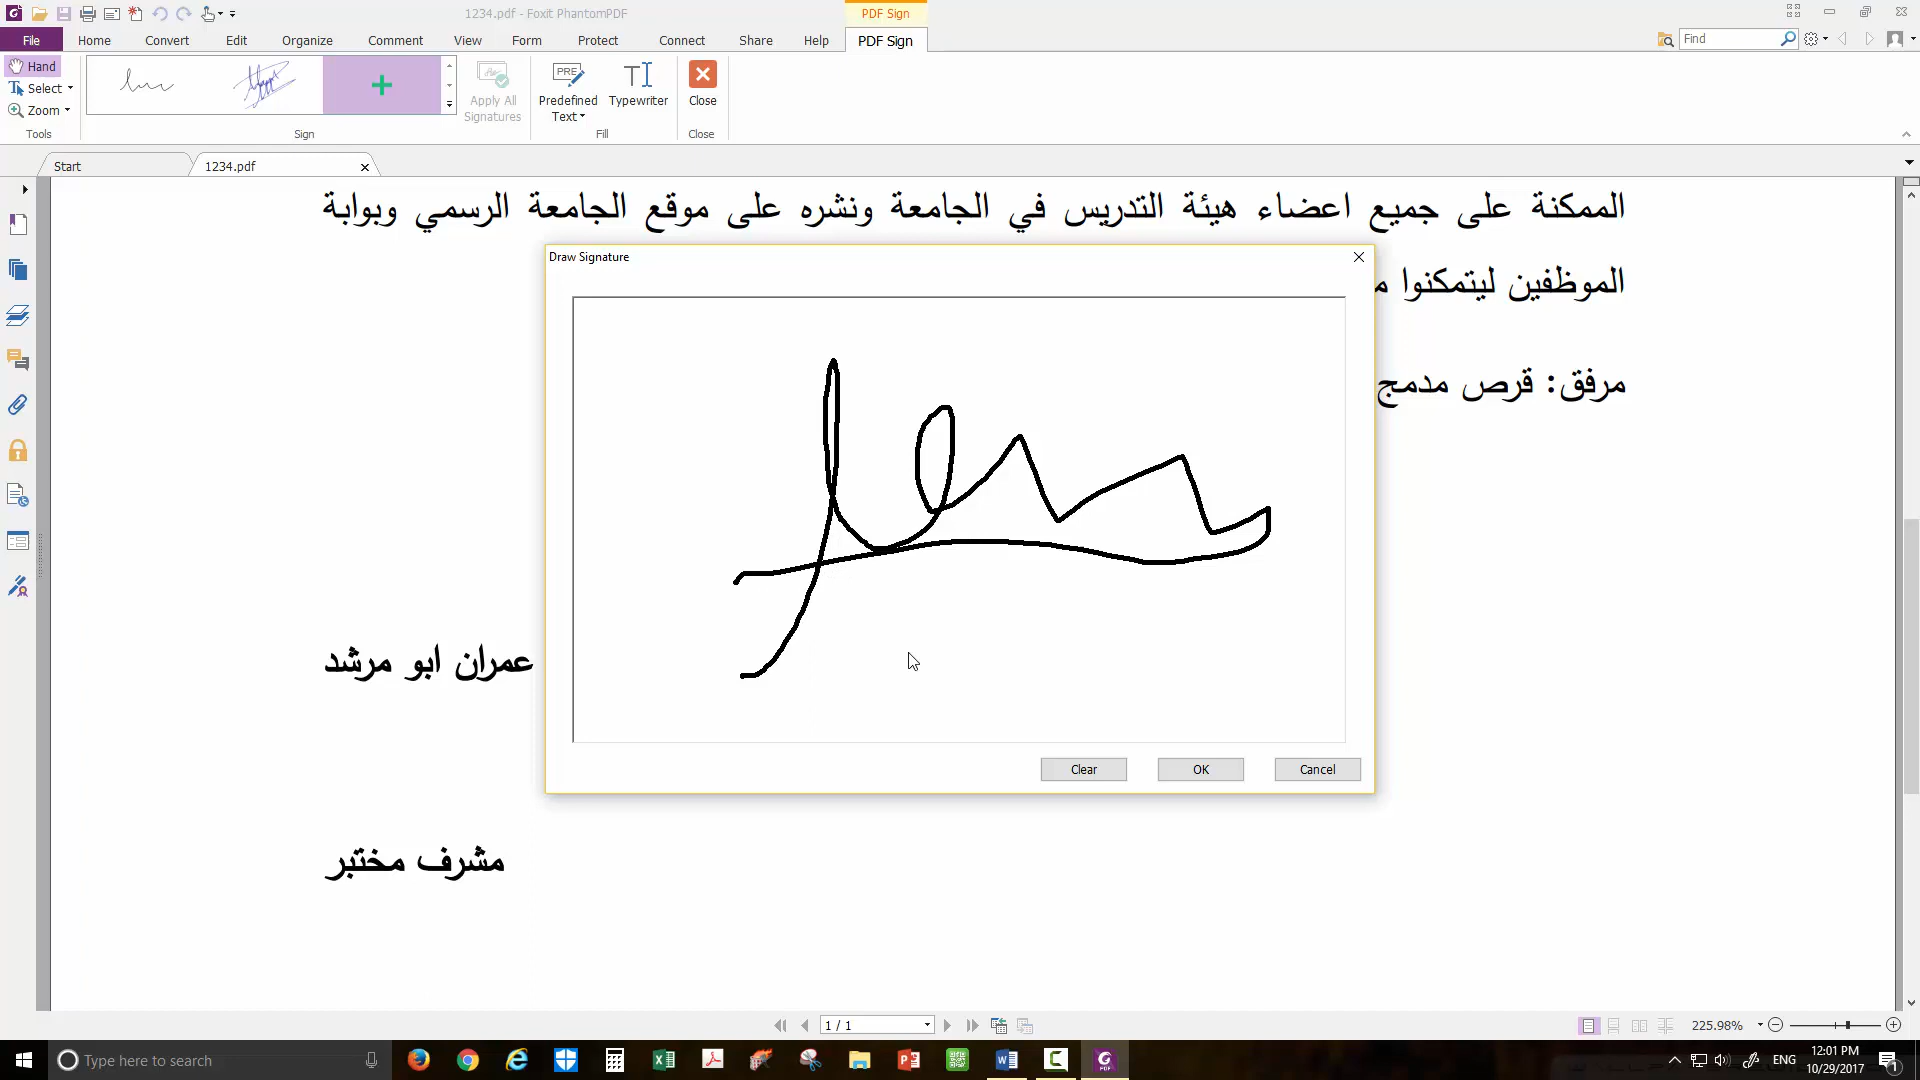 1234.pdf - Foxit PhantomPDF
PDF Sign
File
Home
Convert
Edit
Organize
Comment
View
Form
Protect
Connect
Share
Help
PDF Sign
Find
Hand
Select
Zoom
Tools
Sign
Apply All
Signatures
PRE
Predefined
Text
Typewriter
Fill
Close
Close
Start
1234.pdf
الممكنة على جميع اعضاء هيئة التدريس في الجامعة ونشره على موقع الجامعة الرسمي وبوابة
الموظفين ليتمكنوا
مرفق: قرص مدمج
عمران ابو مرشد
مشرف مختبر
Draw Signature
Clear
OK
Cancel
1 / 1
225.98%
Type here to search
ENG
12:01 PM
10/29/2017